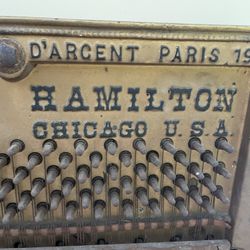 D'ARGENT PARIS 19
HAMILTON
CHICAGO U.S.A.